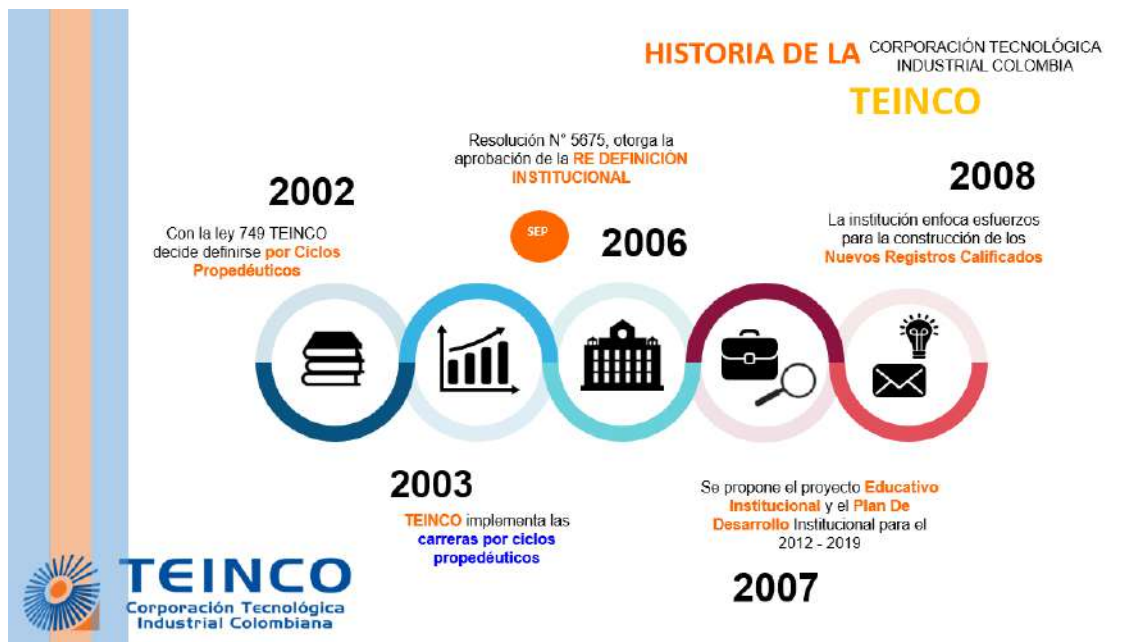 HISTORIA DE LA CORPORACIÓN TECNOLÓGICA
INDUSTRIAL COLOMBIA
TEINCO
2002
Con la ley 749 TEINCO
decide definirse por Ciclos
Propedéuticos
Resolución N° 5675, otorga la
aprobación de la RE DEFINICIÓN
INSTITUCIONAL
SEP
2006
2008
La institución enfoca esfuerzos
para la construcción de los
Nuevos Registros Calificados
2003
TEINCO implementa las
carreras por ciclos
propedéuticos
Se propone el proyecto Educativo
Institucional y el Plan De
Desarrollo Institucional para el
2012 - 2019
2007
TEINCO
Corporación Tecnológica
Industrial Colombiana